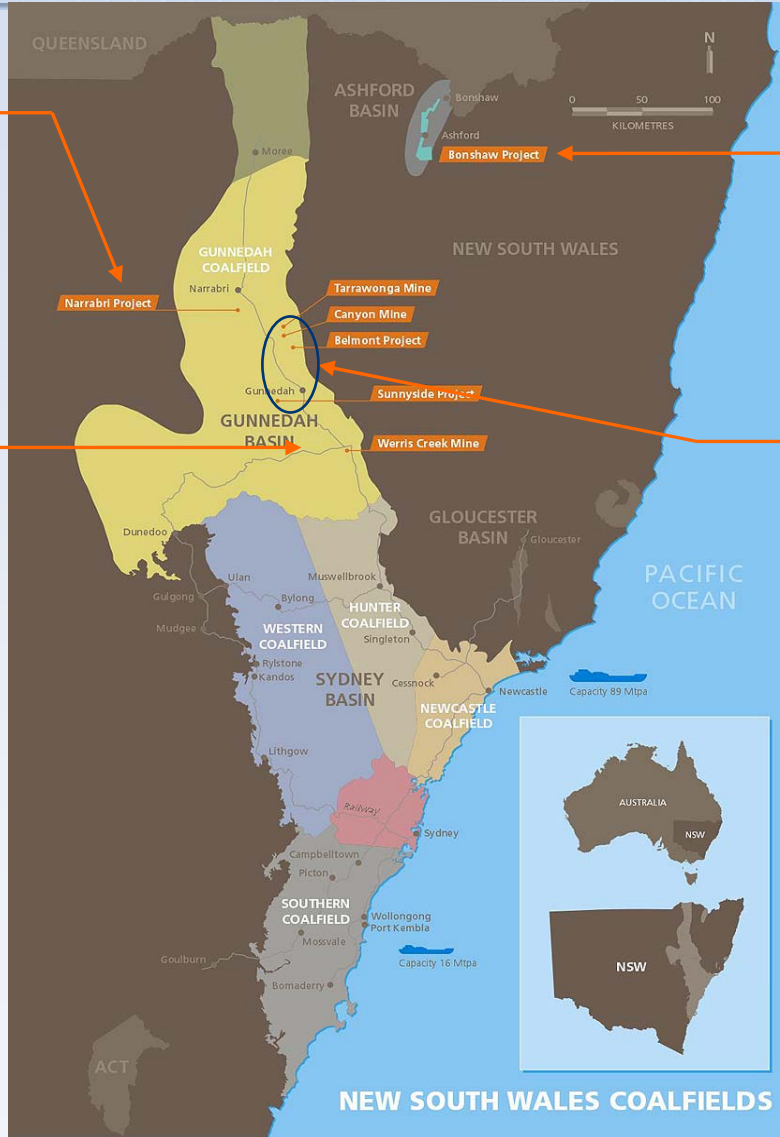 QUEENSLAND
N
ASHFORD
BASIN
Bonshaw
0 50 100
KILOMETRES
Ashford
Moree
Bonshaw Project
NEW SOUTH WALES
GUNNEDAH
COALFIELD
Narrabri
Tarrawonga Mine
Narrabri Project
Canyon Mine
Belmont Project
Gunnedah
Sunnyside Project
GUNNEDAH
BASIN
Werris Creek Mine
GLOUCESTER
BASIN
Dunedoo
Gloucester
PACIFIC
OCEAN
Ulan
Muswellbrook
Gulgong
Bylong
HUNTER
COALFIELD
Mudgee
WESTERN
COALFIELD
Singleton
Rylstone
Kandos
SYDNEY
BASIN
Cessnock
Newcastle
Capacity 89 Mtpa
NEWCASTLE
COALFIELD
Lithgow
Railway
Sydney
AUSTRALIA
NSW
Campbelltown
Picton
SOUTHERN
COALFIELD
Wollongong
Port Kembla
Mossvale
Goulburn
Capacity 16 Mtpa
NSW
Bomaderry
ACT
NEW SOUTH WALES COALFIELDS